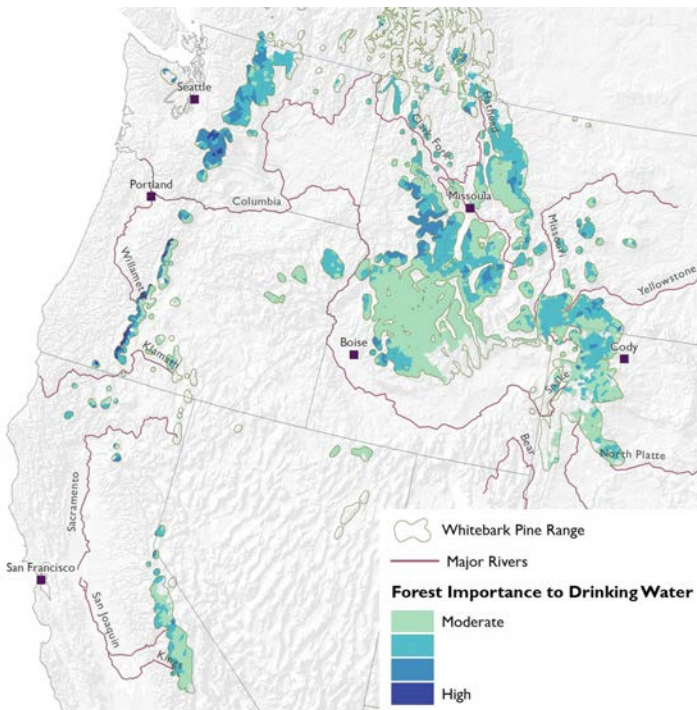 Seattle
Flathead
Clark Fork
Portland
Columbia
Missoula
Missouri
Yellowstone
Willamet
Boise
Cody
Klamath
Snake
Bear
North Platte
Sacramento
San Francisco
San Joaquin
Kings
Whitebark Pine Range
Major Rivers
Forest Importance to Drinking Water
Moderate
High